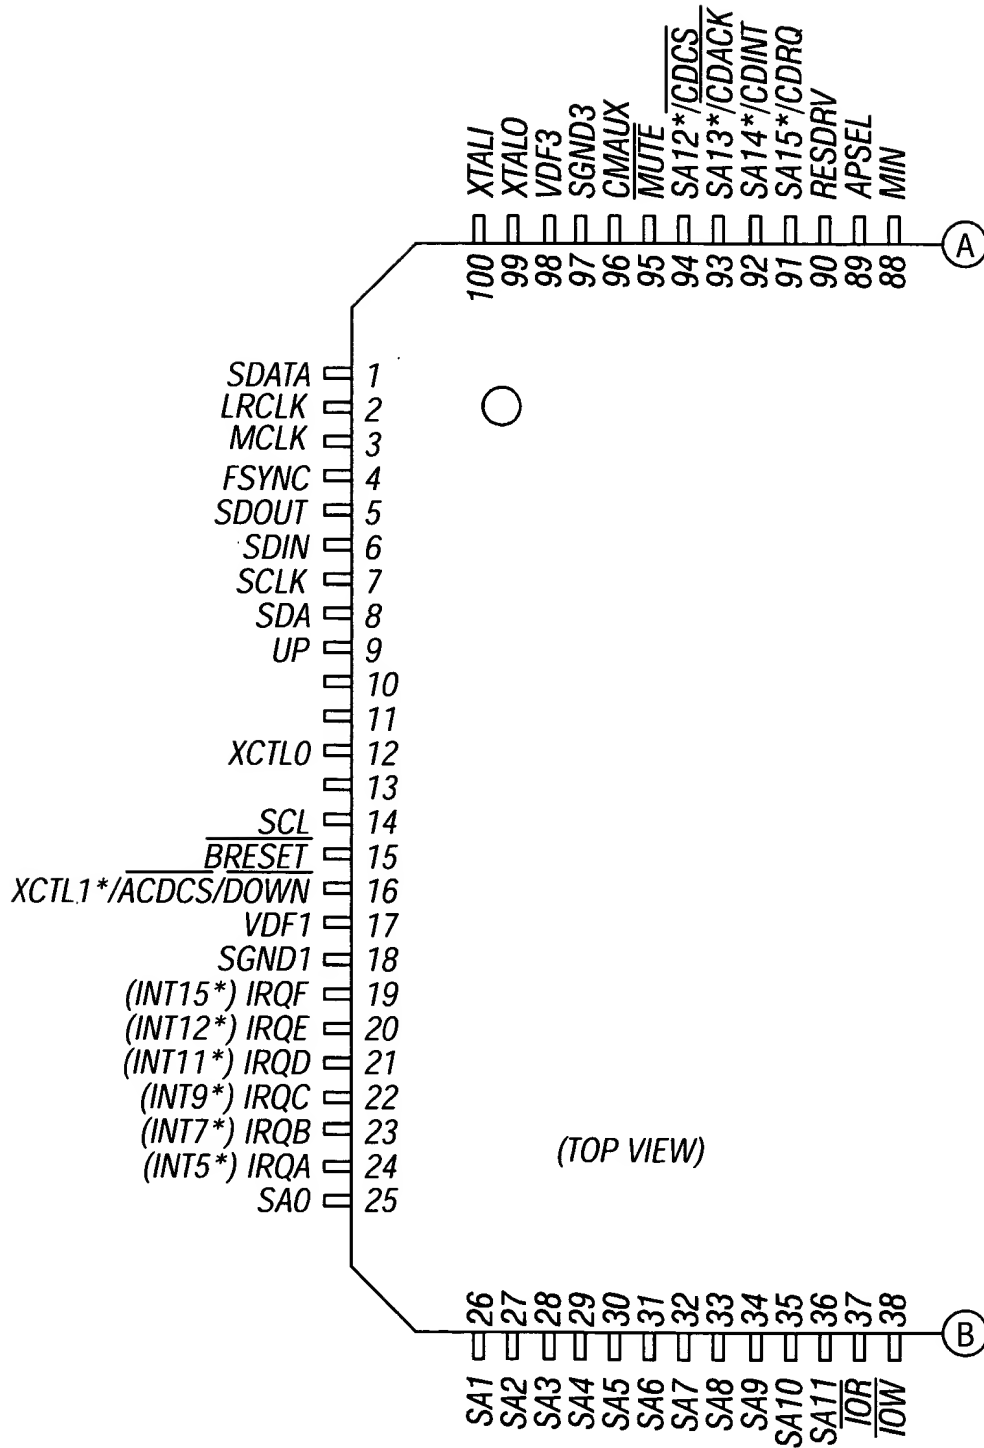 XTALI
XTALO
VDF3
SGND3
CMAUX
MUTE
SA12*/CDCS
SA13*/CDACK
SA14*/CDINT
SA15*/CDRQ
RESDRV
APSEL
MIN
100
99
98
97
96
95
94
93
92
91
90
89
88
A
SDATA 1
LRCLK 2
MCLK 3
FSYNC 4
SDOUT 5
SDIN 6
SCLK 7
SDA 8
UP 9
10
11
XCTL0 12
13
SCL 14
BRESET 15
XCTL1*/ACDCS/DOWN 16
VDF1 17
SGND1 18
(INT15*) IRQF 19
(INT12*) IRQE 20
(INT11*) IRQD 21
(INT9*) IRQC 22
(INT7*) IRQB 23
(INT5*) IRQA 24
SA0 25
(TOP VIEW)
26
27
28
29
30
31
32
33
34
35
36
37
38
B
SA1
SA2
SA3
SA4
SA5
SA6
SA7
SA8
SA9
SA10
SA11
IOR
IOW